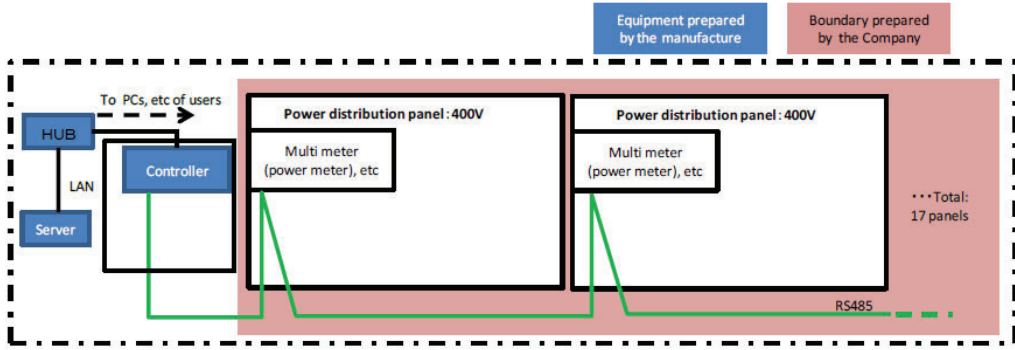 Equipment prepared
by the manufacture
Boundary prepared
by the Company
To PCs, etc of users
HUB
LAN
Server
Controller
Power distribution panel：400V
Multi meter
(power meter), etc
Power distribution panel：400V
Multi meter
(power meter), etc
･･･Total:
17 panels
RS485